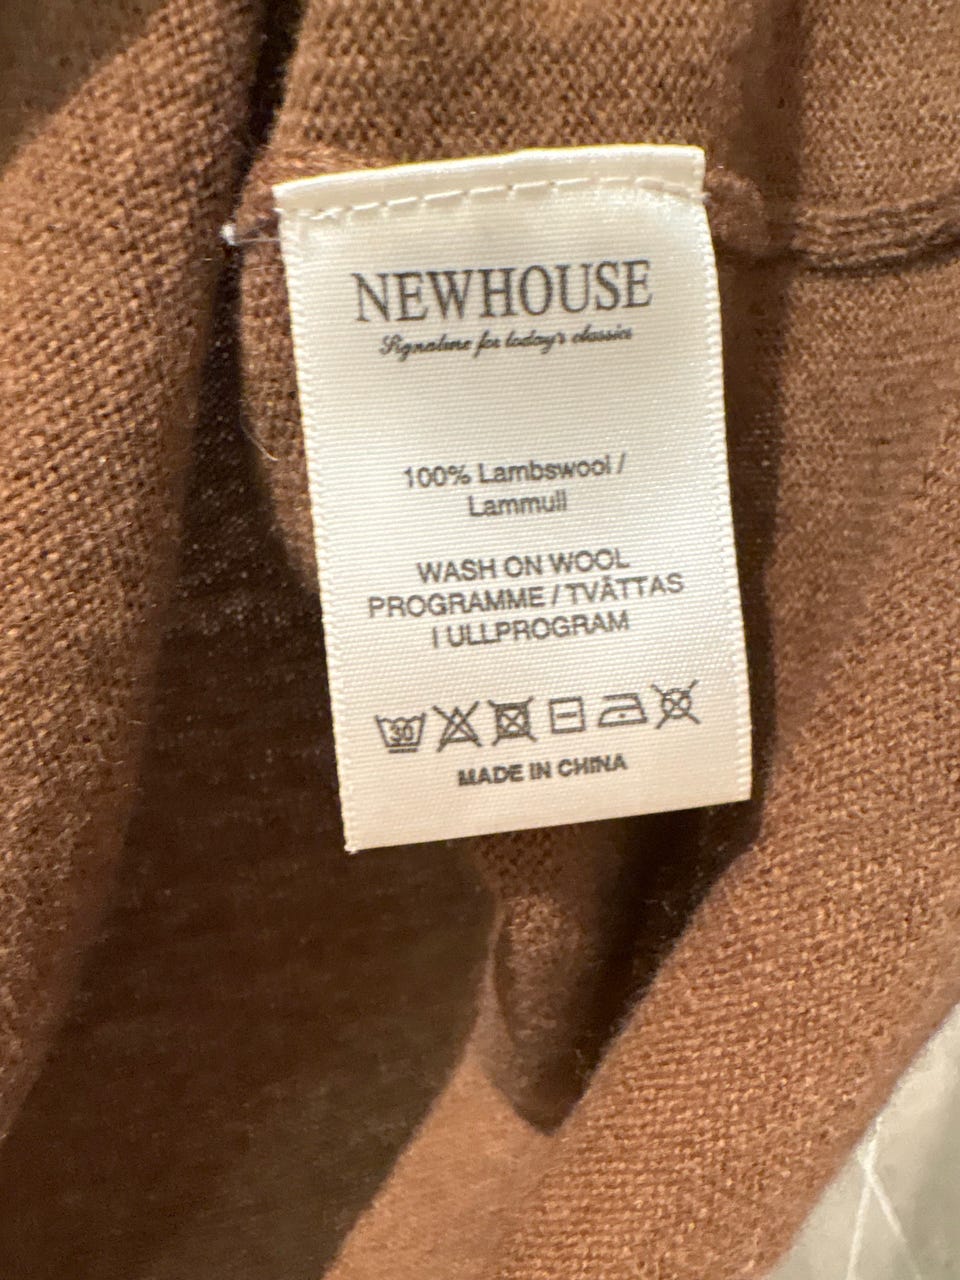 NEWHOUSE
Signature for today's classics
100% Lambswool /
Lammull
WASH ON WOOL
PROGRAMME / TVÄTTAS
I ULLPROGRAM
30
MADE IN CHINA